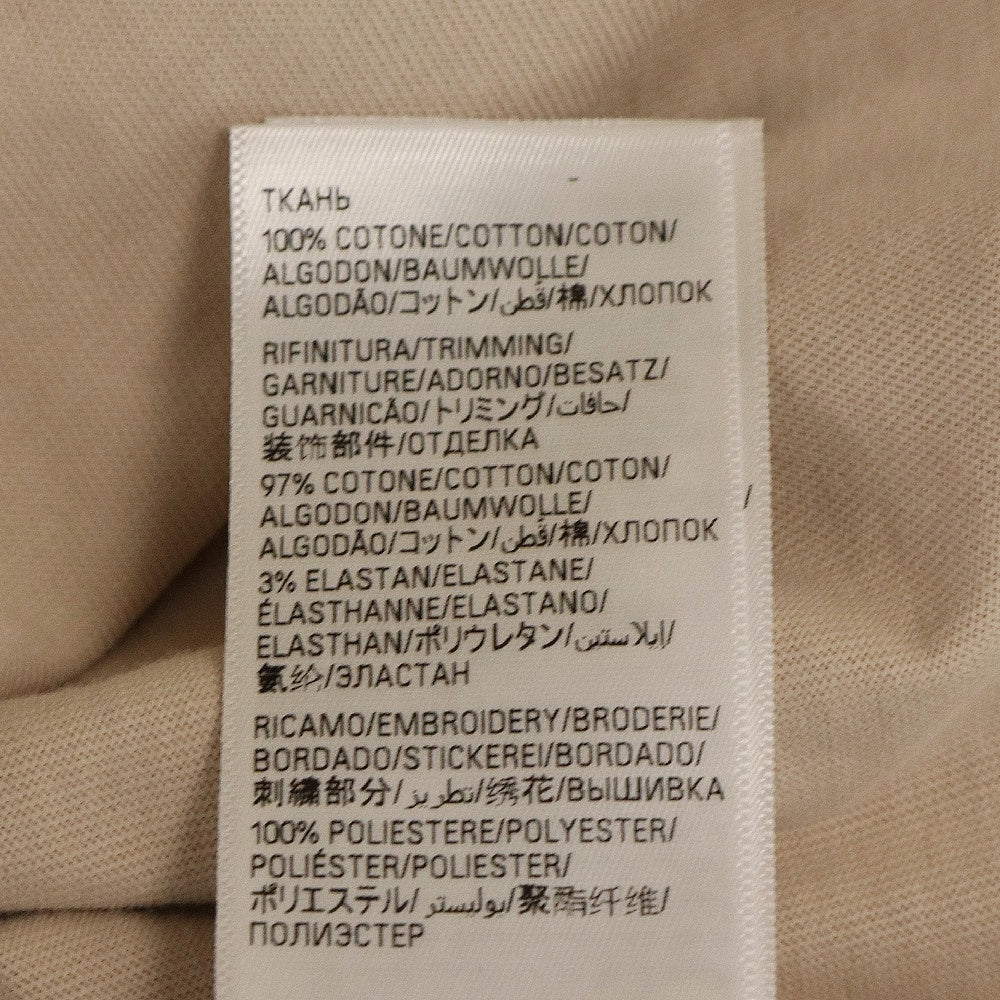 ТКАНЬ
100% COTONE/COTTON/COTON/
ALGODON/BAUMWOLLE/
ALGODÃO/コットン/قطن/棉/ХЛОПОК
RIFINITURA/TRIMMING/
GARNITURE/ADORNO/BESATZ/
GUARNICÃO/トリミング/حافات/
装饰部件/ОТДЕЛКА
97% COTONE/COTTON/COTON/
ALGODON/BAUMWOLLE/
ALGODÃO/コットン/قطن/棉/ХЛОПОК
3% ELASTAN/ELASTANE/
ÉLASTHANNE/ELASTANO/
ELASTHAN/ポリウレタン/إيلاستين/
氨纶/ЭЛАСТАН
RICAMO/EMBROIDERY/BRODERIE/
BORDADO/STICKEREI/BORDADO/
刺繍部分/تطريز/绣花/ВЫШИВКА
100% POLIESTERE/POLYESTER/
POLIÉSTER/POLIESTER/
ポリエステル/بوليستر/聚酯纤维/
ПОЛИЭСТЕР